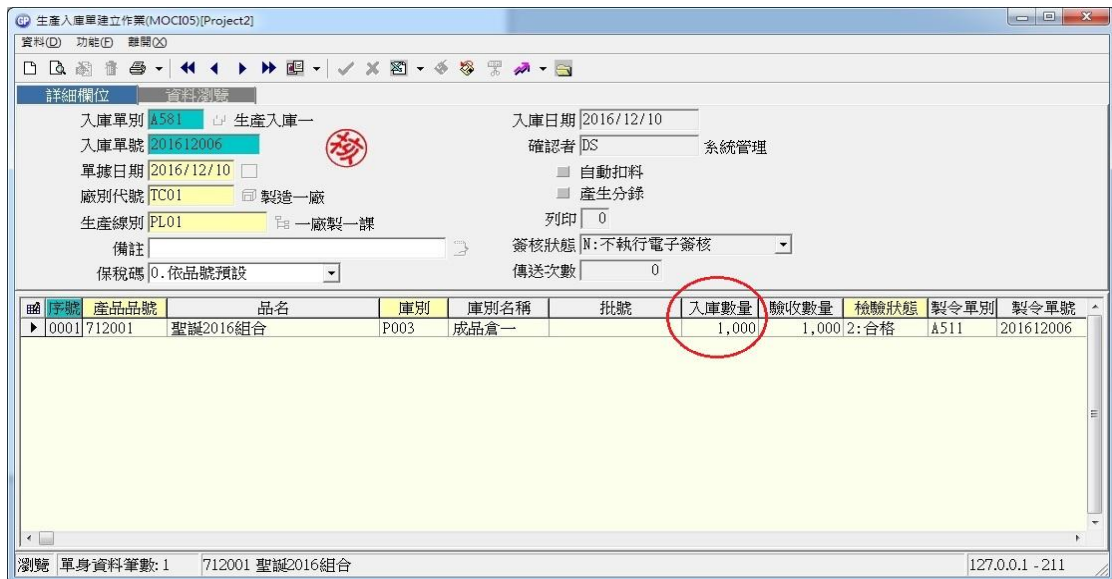 GP 生產入庫單建立作業(MOCI05)[Project2]
資料(D) 功能(F) 離開(X)
詳細欄位 資料瀏覽
入庫單別 A581 生產入庫一 入庫日期 2016/12/10
入庫單號 201612006 核 確認者 DS 系統管理
單據日期 2016/12/10 自動扣料
廠別代號 TC01 製造一廠 產生分錄
生產線別 PL01 一廠製一課 列印 0
備註 簽核狀態 N:不執行電子簽核
保稅碼 0.依品號預設 傳送次數 0
序號 產品品號 品名 庫別 庫別名稱 批號 入庫數量 驗收數量 檢驗狀態 製令單別 製令單號
0001 712001 聖誕2016組合 P003 成品倉一 1,000 1,000 2:合格 A511 201612006
瀏覽 單身資料筆數:1 712001 聖誕2016組合 127.0.0.1 - 211